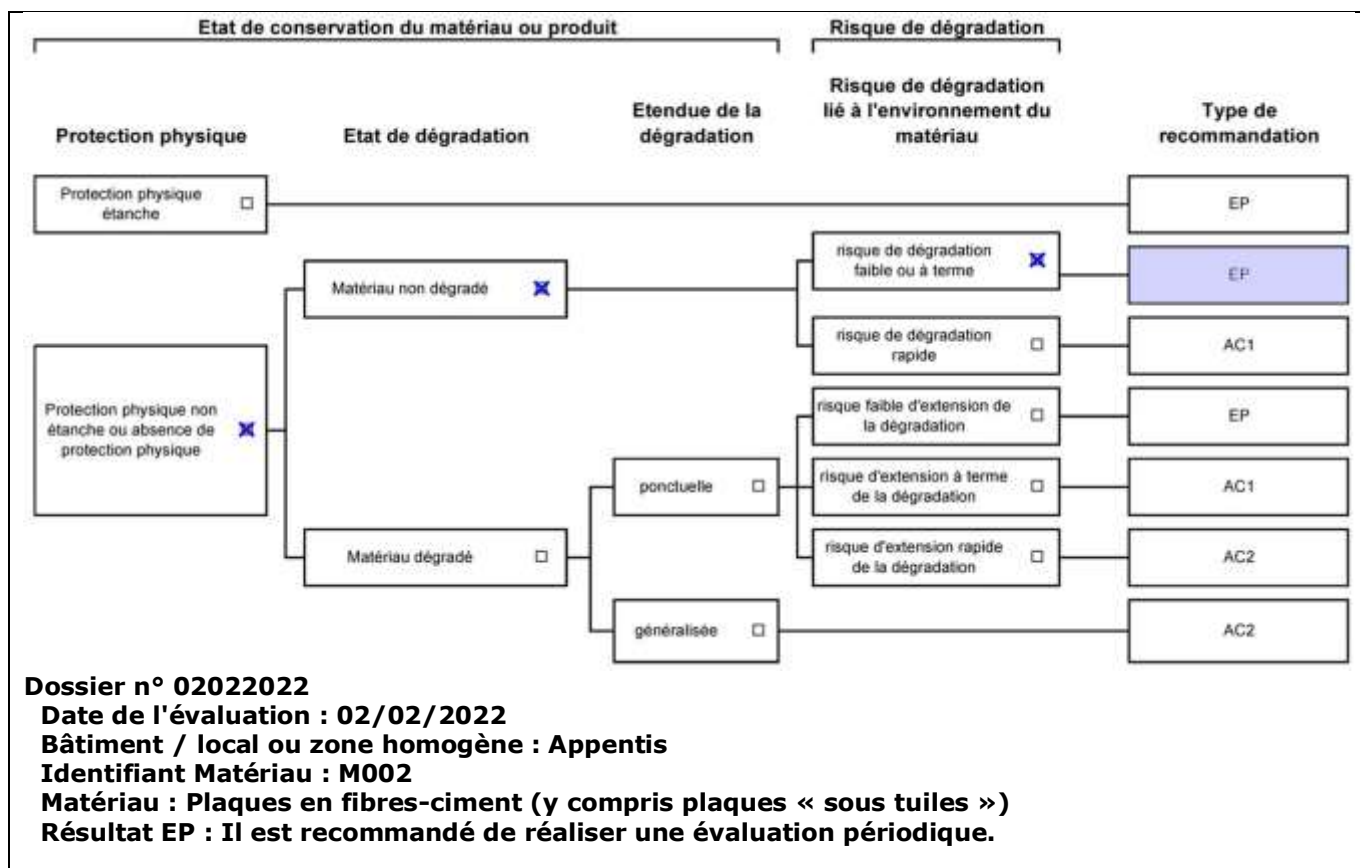 Etat de conservation du matériau ou produit
Risque de dégradation
Protection physique
Etat de dégradation
Etendue de la
dégradation
Risque de dégradation
lié à l'environnement du
matériau
Type de
recommandation
Protection physique
étanche
EP
Matériau non dégradé
risque de dégradation
faible ou à terme
EP
risque de dégradation
rapide
AC1
Protection physique non
étanche ou absence de
protection physique
risque faible d'extension de
la dégradation
EP
ponctuelle
risque d'extension à terme
de la dégradation
AC1
Matériau dégradé
risque d'extension rapide
de la dégradation
AC2
généralisée
AC2
Dossier n° 02022022
Date de l'évaluation : 02/02/2022
Bâtiment / local ou zone homogène : Appentis
Identifiant Matériau : M002
Matériau : Plaques en fibres-ciment (y compris plaques « sous tuiles »)
Résultat EP : Il est recommandé de réaliser une évaluation périodique.